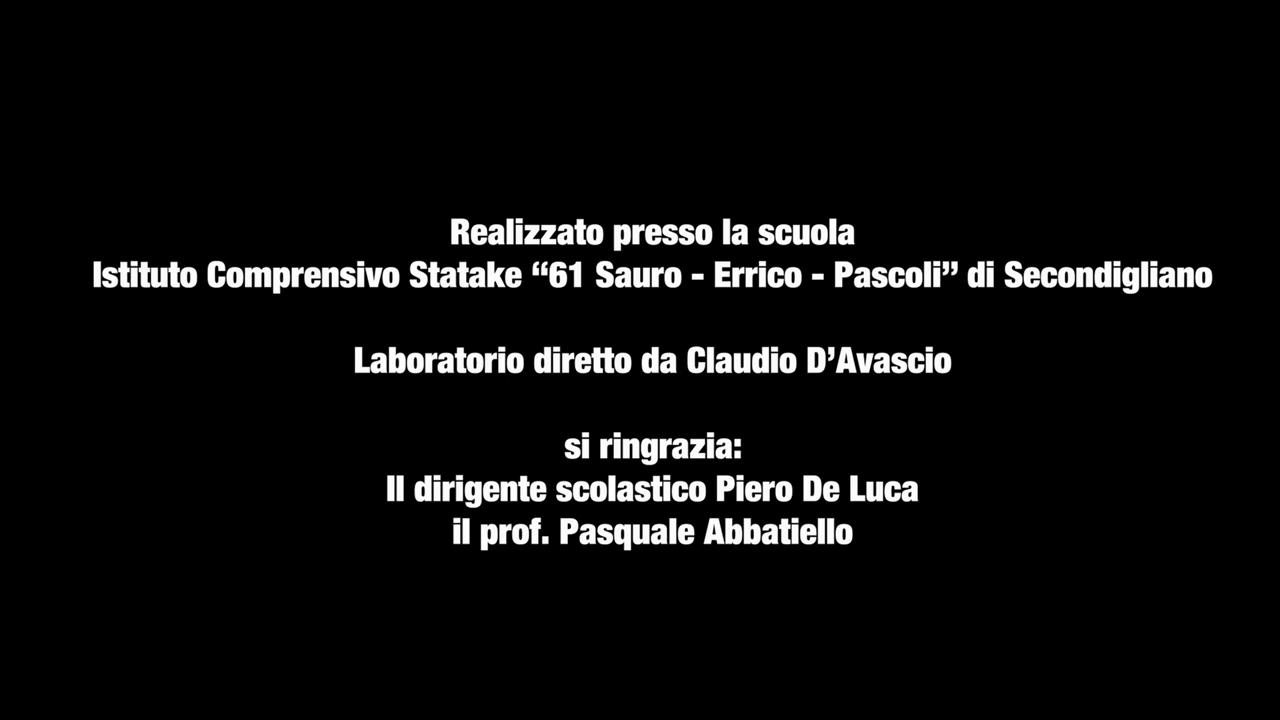 Realizzato presso la scuola
Istituto Comprensivo Statake “61 Sauro - Errico - Pascoli” di Secondigliano
Laboratorio diretto da Claudio D’Avascio
si ringrazia:
Il dirigente scolastico Piero De Luca
il prof. Pasquale Abbatiello